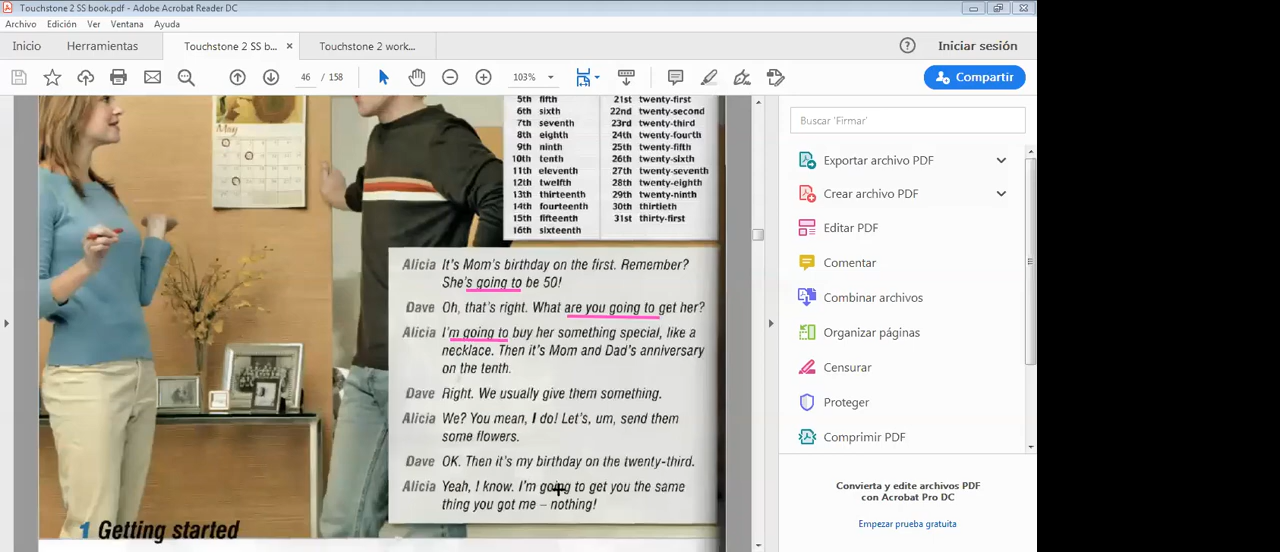 Touchstone 2 SS book.pdf - Adobe Acrobat Reader DC
Archivo Edición Ver Ventana Ayuda
Inicio Herramientas Touchstone 2 SS b... × Touchstone 2 work... Iniciar sesión
46 / 158 103% Compartir
May
5th fifth 21st twenty-first
6th sixth 22nd twenty-second
7th seventh 23rd twenty-third
8th eighth 24th twenty-fourth
9th ninth 25th twenty-fifth
10th tenth 26th twenty-sixth
11th eleventh 27th twenty-seventh
12th twelfth 28th twenty-eighth
13th thirteenth 29th twenty-ninth
14th fourteenth 30th thirtieth
15th fifteenth 31st thirty-first
16th sixteenth
Alicia It's Mom's birthday on the first. Remember?
She's going to be 50!
Dave Oh, that's right. What are you going to get her?
Alicia I'm going to buy her something special, like a
necklace. Then it's Mom and Dad's anniversary
on the tenth.
Dave Right. We usually give them something.
Alicia We? You mean, I do! Let's, um, send them
some flowers.
Dave OK. Then it's my birthday on the twenty-third.
Alicia Yeah, I know. I'm going to get you the same
thing you got me – nothing!
1 Getting started
Buscar 'Firmar'
Exportar archivo PDF
Crear archivo PDF
Editar PDF
Comentar
Combinar archivos
Organizar páginas
Censurar
Proteger
Comprimir PDF
Convierta y edite archivos PDF
con Acrobat Pro DC
Empezar prueba gratuita